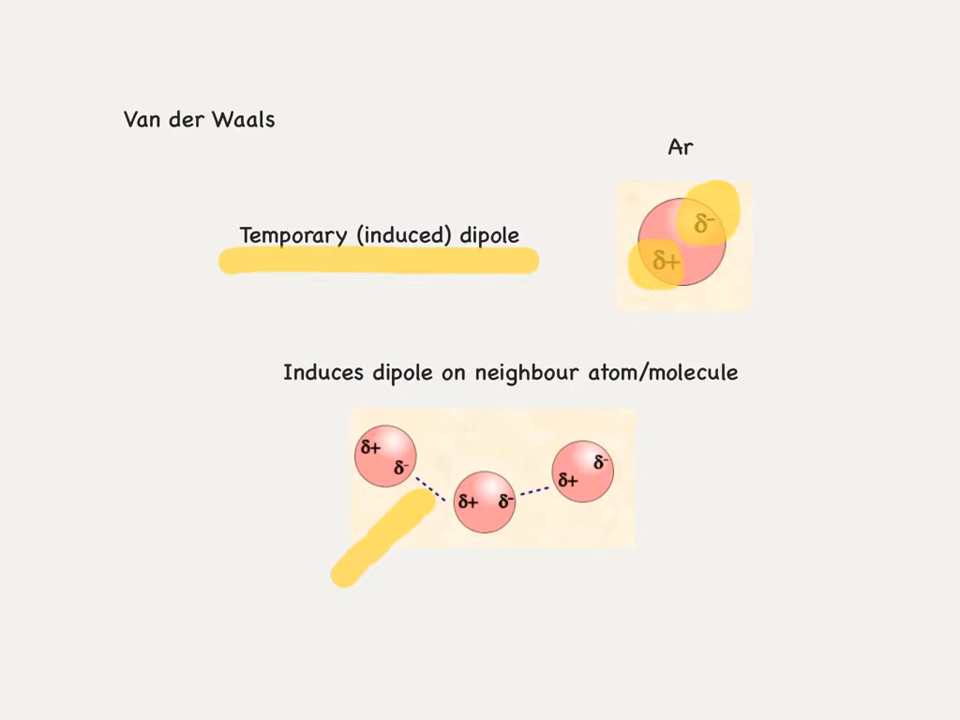 Van der Waals
Ar
δ-
δ+
Temporary (induced) dipole
Induces dipole on neighbour atom/molecule
δ+
δ-
δ+ δ-
δ+
δ-